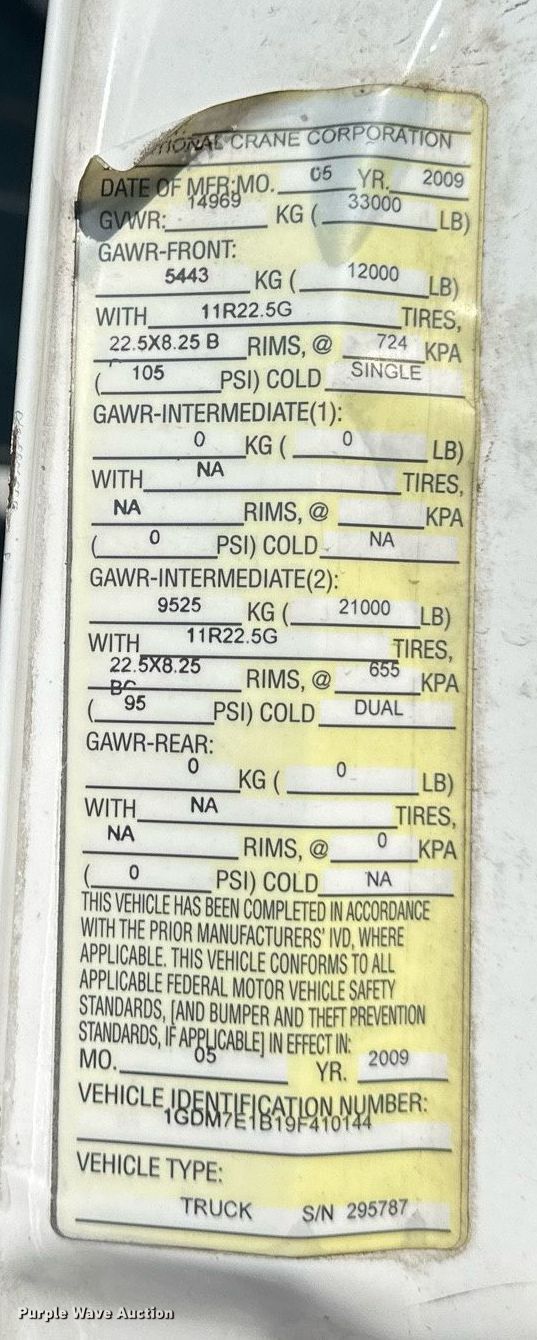 CRANE CORPORATION
DATE OF MFR:MO. 05 YR. 2009
GVWR: 14969 KG ( 33000 LB)
GAWR-FRONT:
5443 KG ( 12000 LB)
WITH 11R22.5G TIRES,
22.5X8.25 B RIMS, @ 724 KPA
( 105 PSI) COLD SINGLE
GAWR-INTERMEDIATE(1):
0 KG ( 0 LB)
WITH NA TIRES,
NA RIMS, @ KPA
( 0 PSI) COLD NA
GAWR-INTERMEDIATE(2):
9525 KG ( 21000 LB)
WITH 11R22.5G TIRES,
22.5X8.25 RIMS, @ 655 KPA
( 95 PSI) COLD DUAL
GAWR-REAR:
0 KG ( 0 LB)
WITH NA TIRES,
NA RIMS, @ 0 KPA
( 0 PSI) COLD NA
THIS VEHICLE HAS BEEN COMPLETED IN ACCORDANCE
WITH THE PRIOR MANUFACTURERS' IVD, WHERE
APPLICABLE. THIS VEHICLE CONFORMS TO ALL
APPLICABLE FEDERAL MOTOR VEHICLE SAFETY
STANDARDS, [AND BUMPER AND THEFT PREVENTION
STANDARDS, IF APPLICABLE] IN EFFECT IN:
MO. 05 YR. 2009
VEHICLE IDENTIFICATION NUMBER:
1GDM7E1B19F410144
VEHICLE TYPE:
TRUCK S/N 295787
Purple Wave Auction